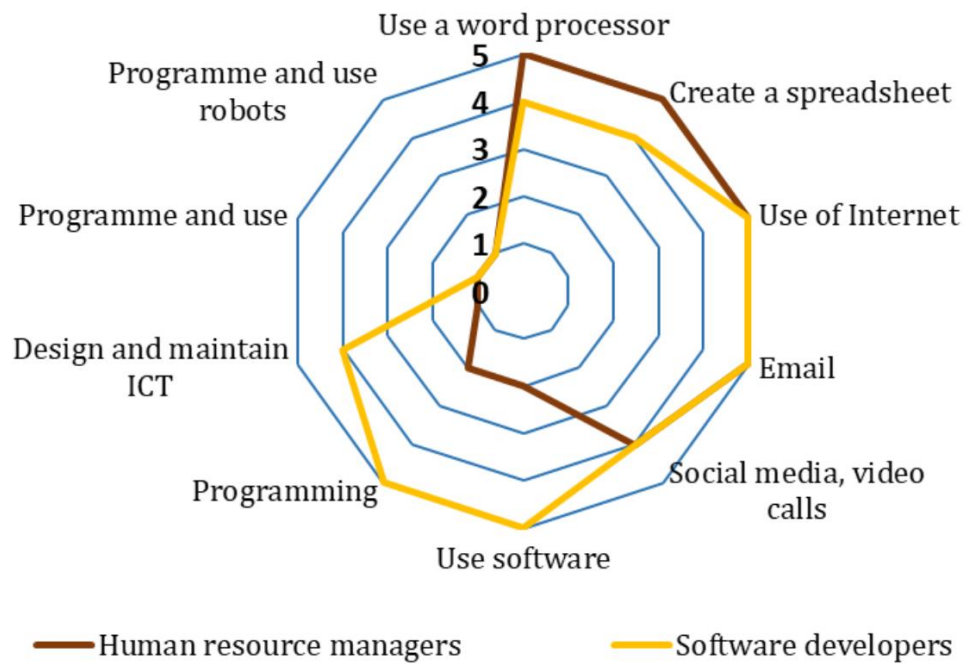 Use a word processor
Create a spreadsheet
Use of Internet
Email
Social media, video
calls
Use software
Programming
Design and maintain
ICT
Programme and use
Programme and use
robots
5
4
3
2
1
0
Human resource managers
Software developers